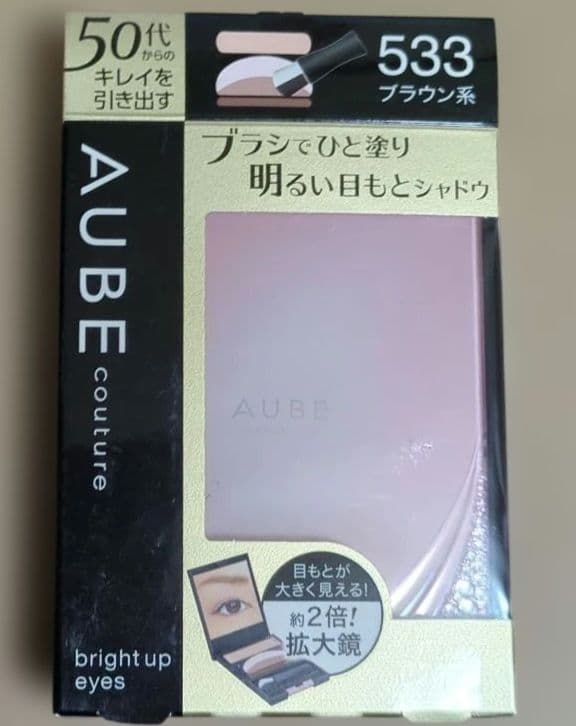 50代
からの
キレイを
引き出す
533
ブラウン系
ブラシでひと塗り
明るい目もとシャドウ
AUBE
couture
AUBE
目もとが
大きく見える!
約2倍!
拡大鏡
bright up
eyes